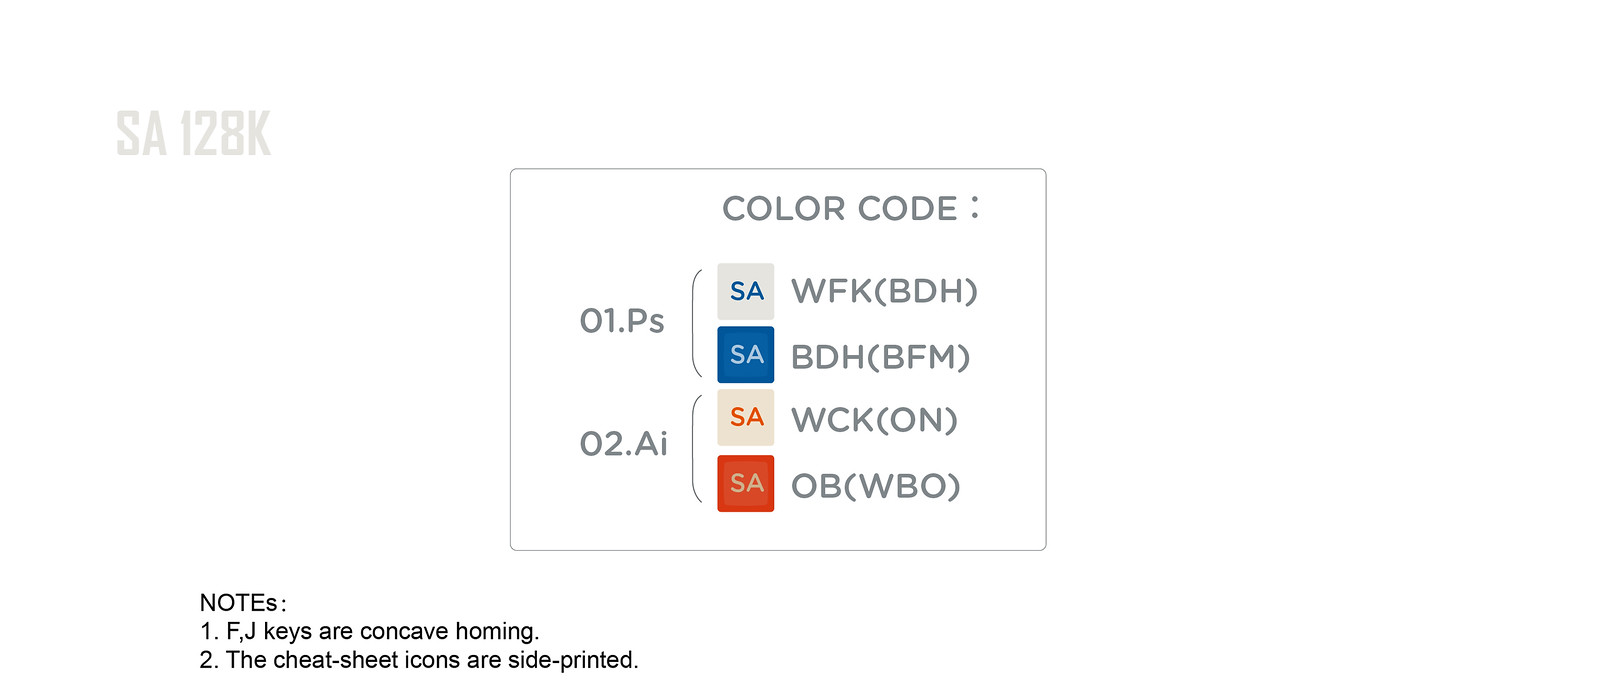 SA 128K
COLOR CODE：
01.Ps
SA WFK(BDH)
SA BDH(BFM)
02.Ai
SA WCK(ON)
SA OB(WBO)
NOTEs：
1. F,J keys are concave homing.
2. The cheat-sheet icons are side-printed.